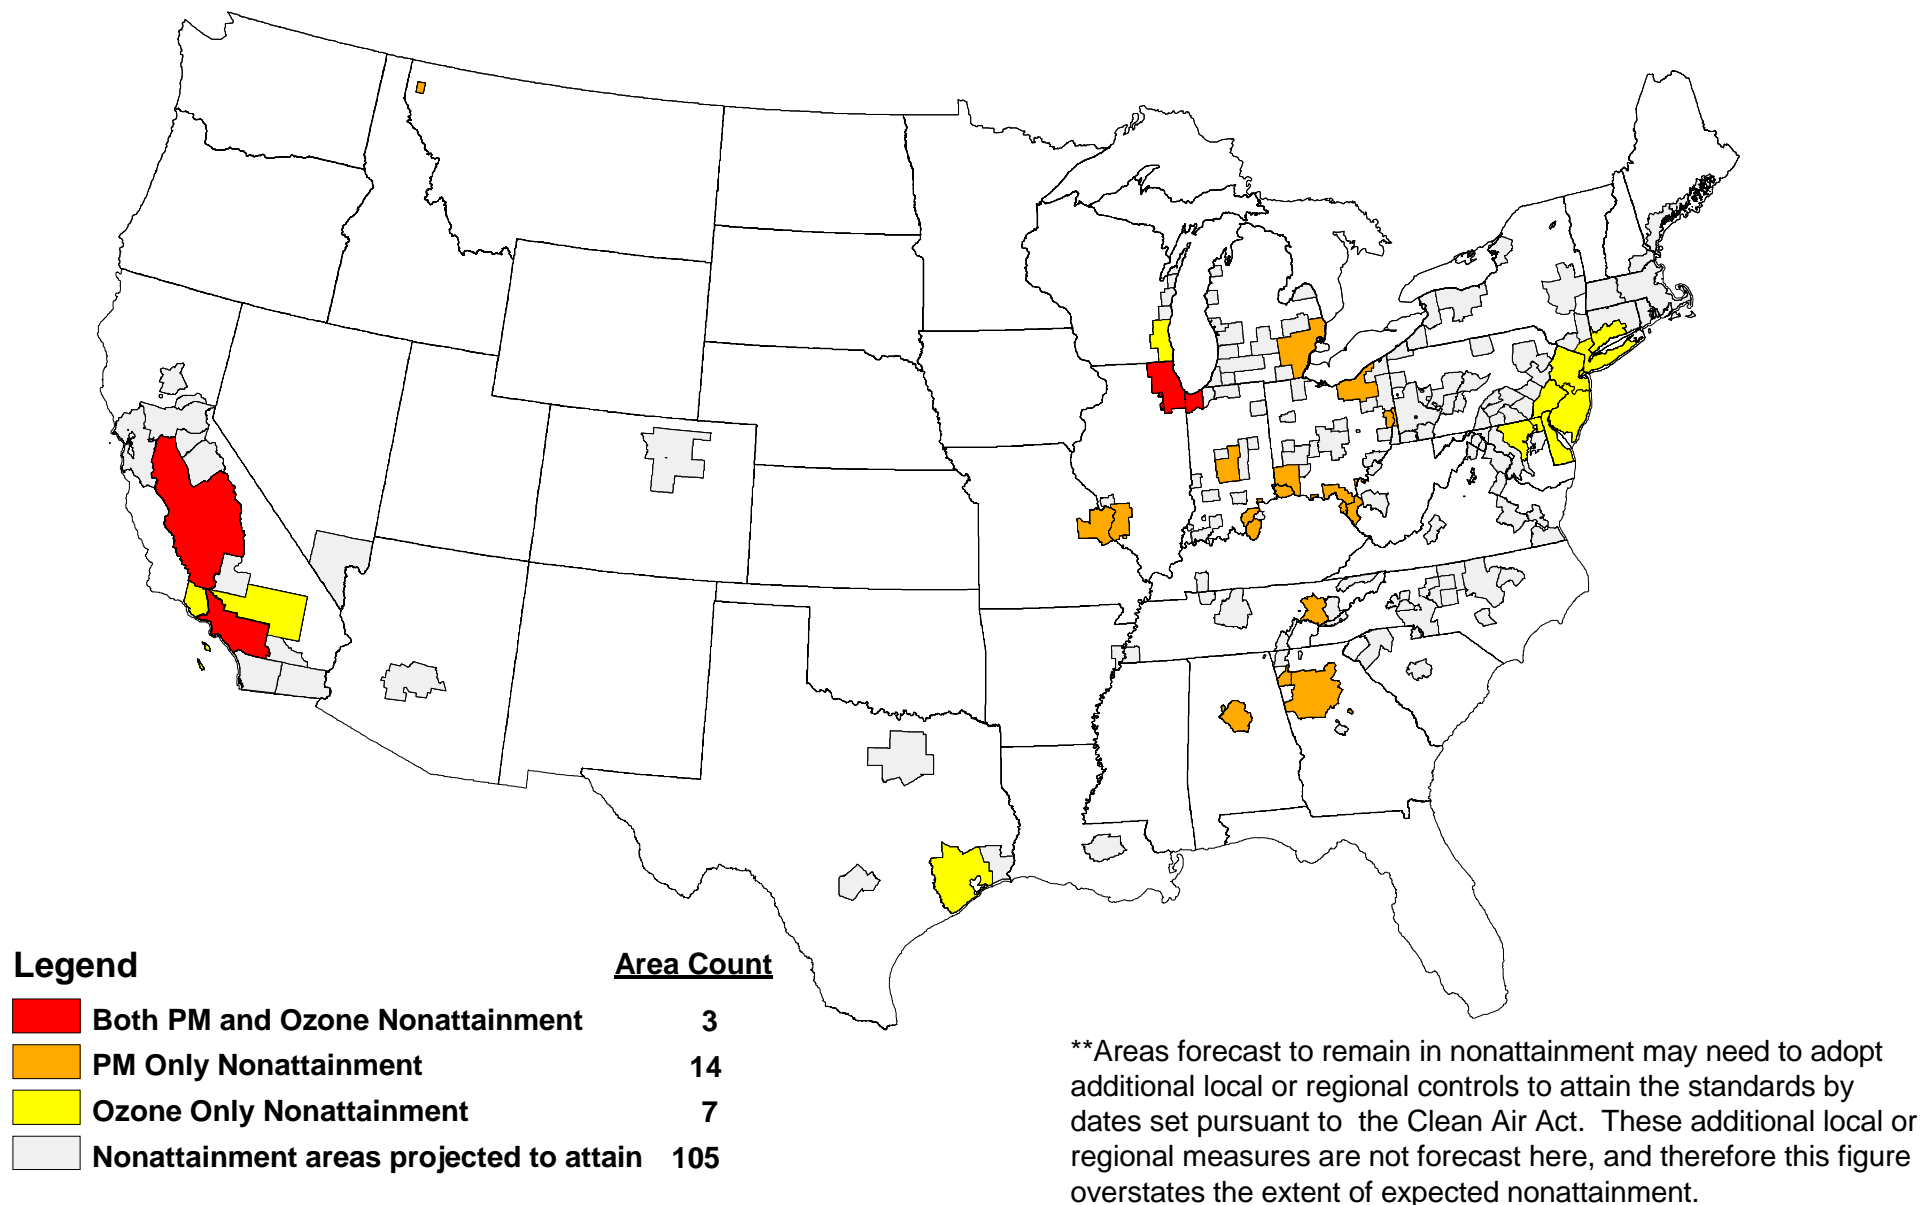 Legend
Area Count
Both PM and Ozone Nonattainment 3
PM Only Nonattainment 14
Ozone Only Nonattainment 7
Nonattainment areas projected to attain 105
**Areas forecast to remain in nonattainment may need to adopt
additional local or regional controls to attain the standards by
dates set pursuant to the Clean Air Act. These additional local or
regional measures are not forecast here, and therefore this figure
overstates the extent of expected nonattainment.